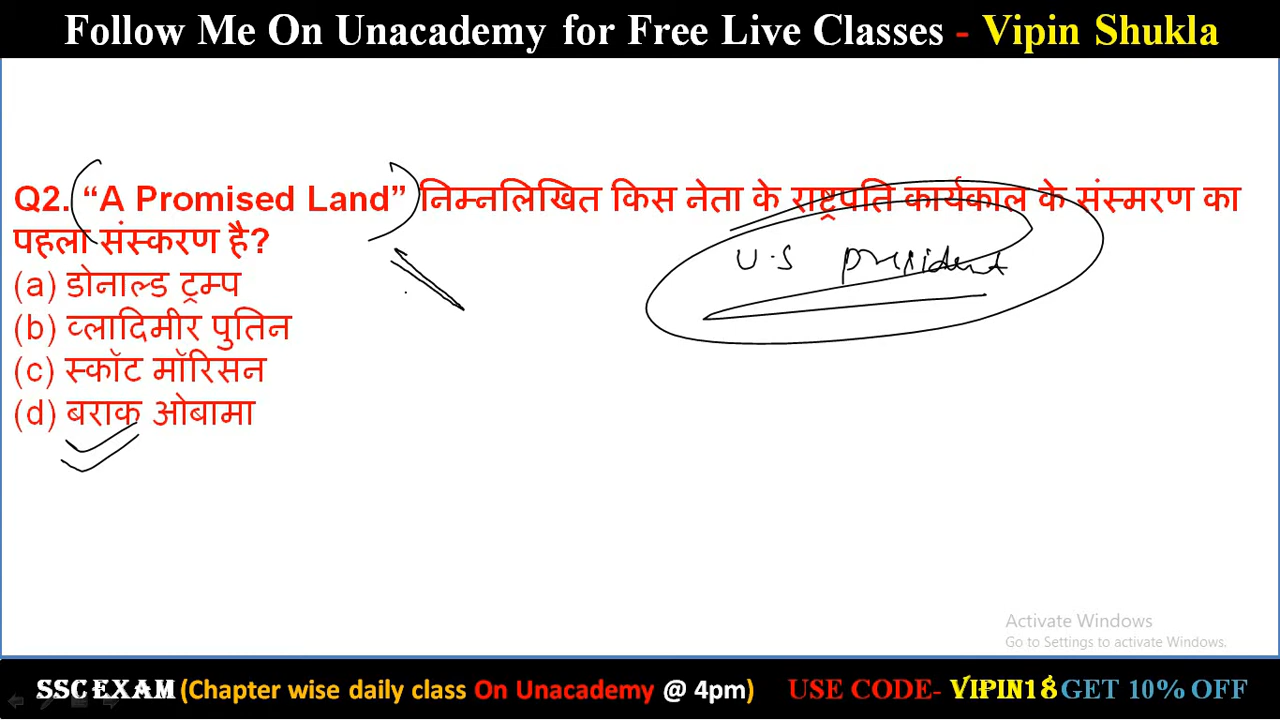 Follow Me On Unacademy for Free Live Classes - Vipin Shukla
Q2. “A Promised Land” निम्नलिखित किस नेता के राष्ट्रपति कार्यकाल के संस्मरण का
पहला संस्करण है?
U.S president
(a) डोनाल्ड ट्रम्प
(b) व्लादिमीर पुतिन
(c) स्कॉट मॉरिसन
(d) बराक ओबामा
Activate Windows
Go to Settings to activate Windows.
SSC EXAM (Chapter wise daily class On Unacademy @ 4pm) USE CODE- VIPIN18 GET 10% OFF